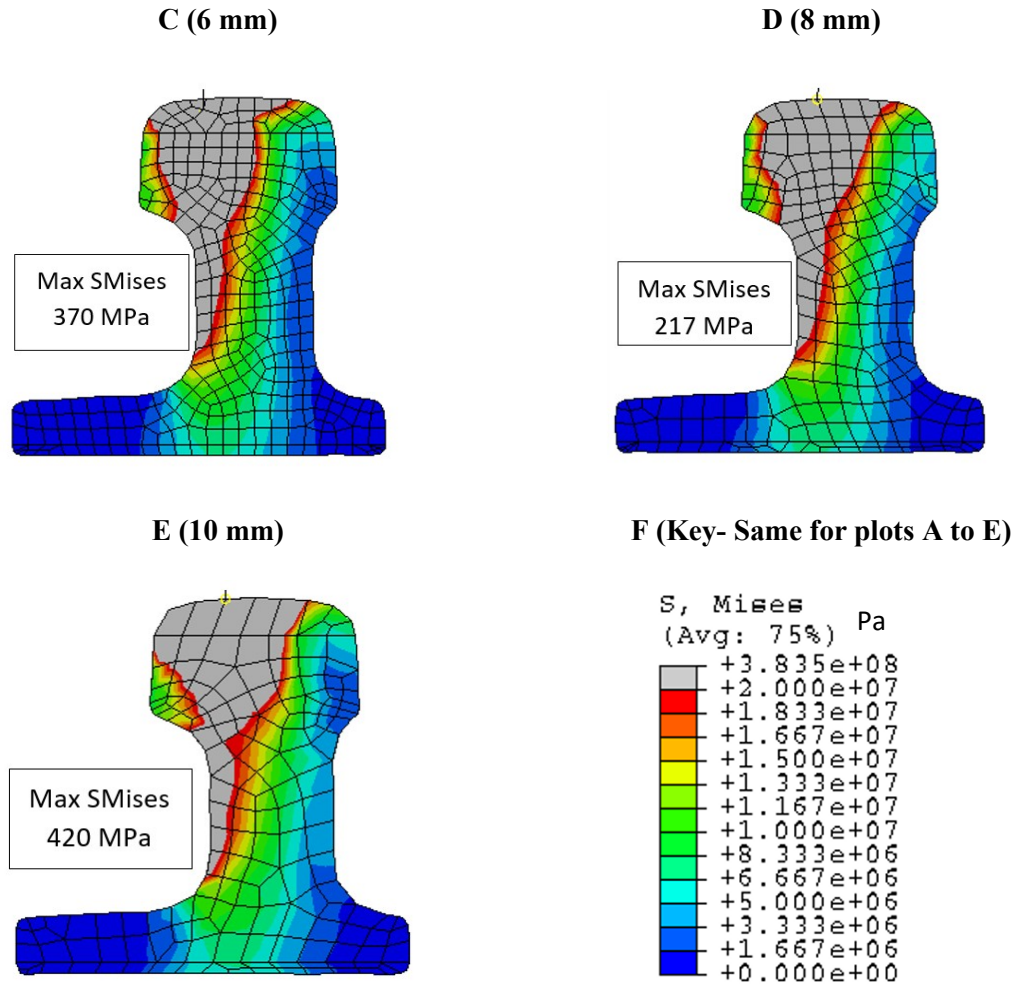 C (6 mm)
D (8 mm)
Max SMises
370 MPa
Max SMises
217 MPa
E (10 mm)
F (Key- Same for plots A to E)
Max SMises
420 MPa
S, Mises
(Avg: 75%) Pa
+3.835e+08
+2.000e+07
+1.833e+07
+1.667e+07
+1.500e+07
+1.333e+07
+1.167e+07
+1.000e+07
+8.333e+06
+6.667e+06
+5.000e+06
+3.333e+06
+1.667e+06
+0.000e+00